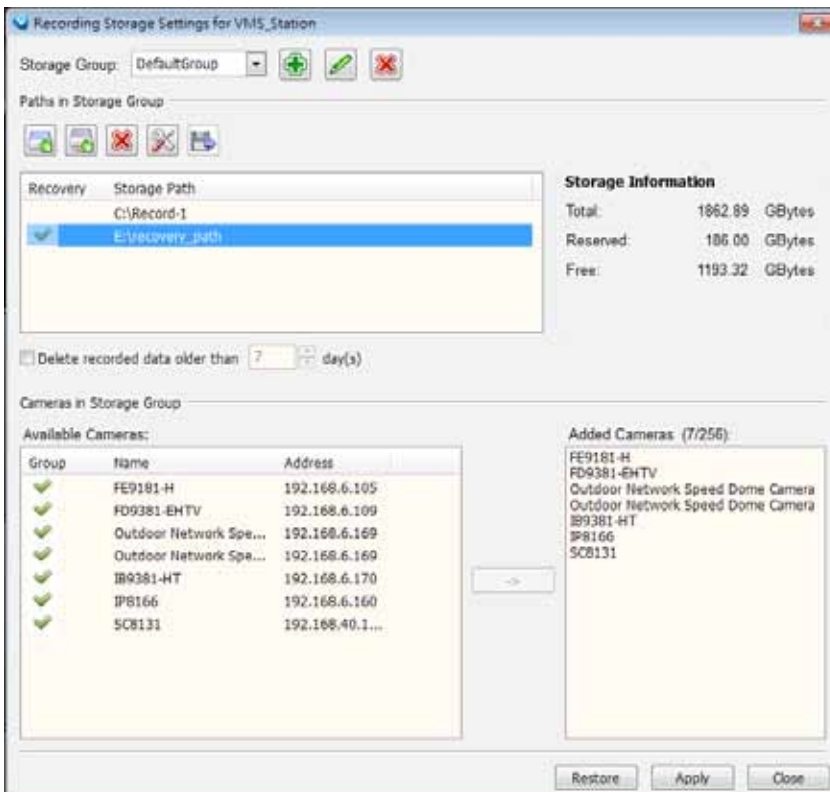 Recording Storage Settings for VMS_Station
Storage Group: DefaultGroup
Paths in Storage Group
Recovery Storage Path
C:\Record-1
E:\recovery_path
Storage Information
Total: 1862.89 GBytes
Reserved: 186.00 GBytes
Free: 1193.32 GBytes
Delete recorded data older than 7 day(s)
Cameras in Storage Group
Available Cameras:
Group Name Address
FE9181-H 192.168.6.105
FD9381-EHTV 192.168.6.109
Outdoor Network Spe... 192.168.6.169
Outdoor Network Spe... 192.168.6.169
IB9381-HT 192.168.6.170
IP8166 192.168.6.160
SC8131 192.168.40.1...
->
Added Cameras (7/256):
FE9181-H
FD9381-EHTV
Outdoor Network Speed Dome Camera
Outdoor Network Speed Dome Camera
IB9381-HT
IP8166
SC8131
Restore Apply Close